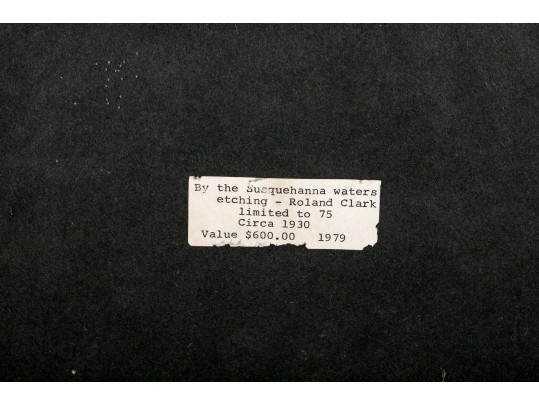 By the Susquehanna waters
etching - Roland Clark
limited to 75
Circa 1930
Value $600.00 1979